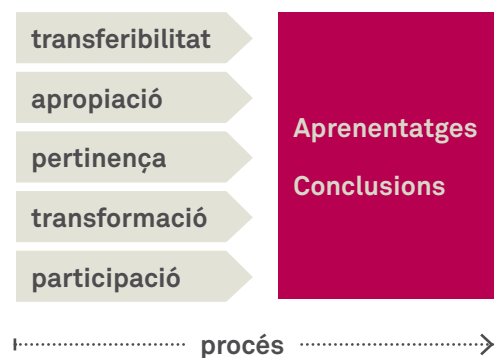 transferibilitat
apropiació
pertinença
transformació
participació
Aprenentatges
Conclusions
procés